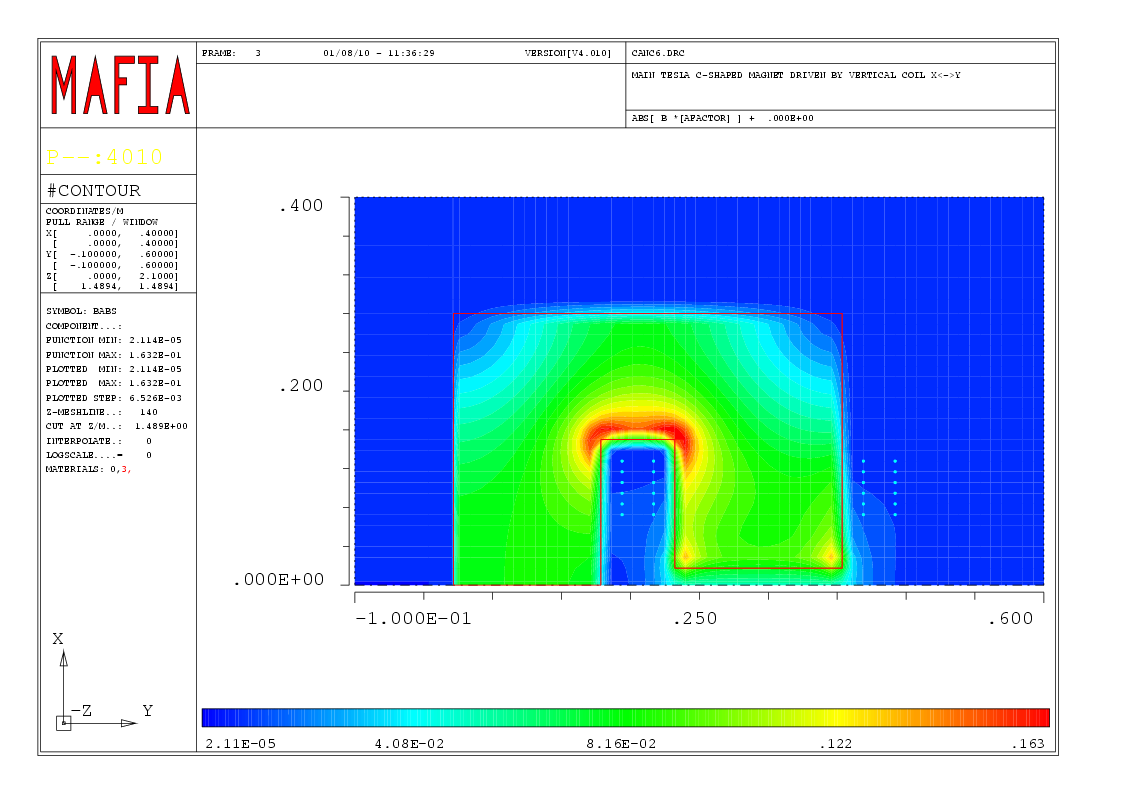 MAFIA
FRAME: 3 01/08/10 - 11:36:29 VERSION[V4.010] CANC6.DRC
MAIN TESLA C-SHAPED MAGNET DRIVEN BY VERTICAL COIL X<->Y
ABS[ B *[AFACTOR] ] + .000E+00
P--:4010
#CONTOUR
COORDINATES/M
FULL RANGE / WINDOW
X[ .0000, .40000]
[ .0000, .40000]
Y[ -.100000, .60000]
[ -.100000, .60000]
Z[ .0000, 2.1000]
[ 1.4894, 1.4894]
SYMBOL: BABS
COMPONENT...:
FUNCTION MIN: 2.114E-05
FUNCTION MAX: 1.632E-01
PLOTTED MIN: 2.114E-05
PLOTTED MAX: 1.632E-01
PLOTTED STEP: 6.526E-03
Z-MESHLINE..: 140
CUT AT Z/M..: 1.489E+00
INTERPOLATE.: 0
LOGSCALE....= 0
MATERIALS: 0,3,
.400
.200
.000E+00
-1.000E-01 .250 .600
X
-Z Y
2.11E-05 4.08E-02 8.16E-02 .122 .163